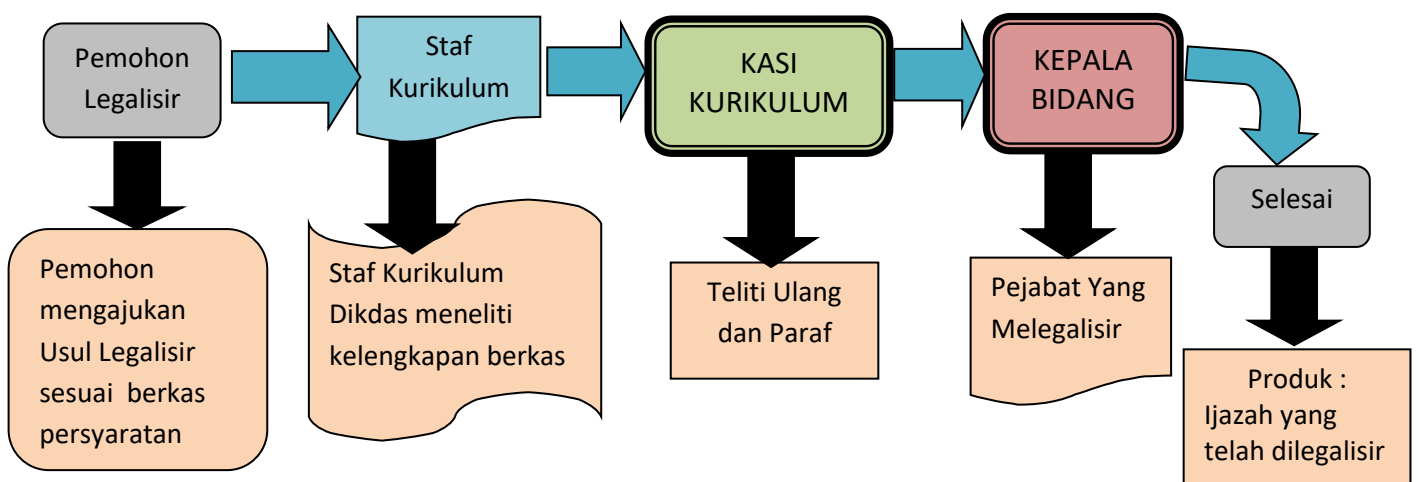 Pemohon
Legalisir
Staf
Kurikulum
KASI
KURIKULUM
KEPALA
BIDANG
Selesai
Pemohon
mengajukan
Usul Legalisir
sesuai berkas
persyaratan
Staf Kurikulum
Dikdas meneliti
kelengkapan berkas
Teliti Ulang
dan Paraf
Pejabat Yang
Melegalisir
Produk :
Ijazah yang
telah dilegalisir